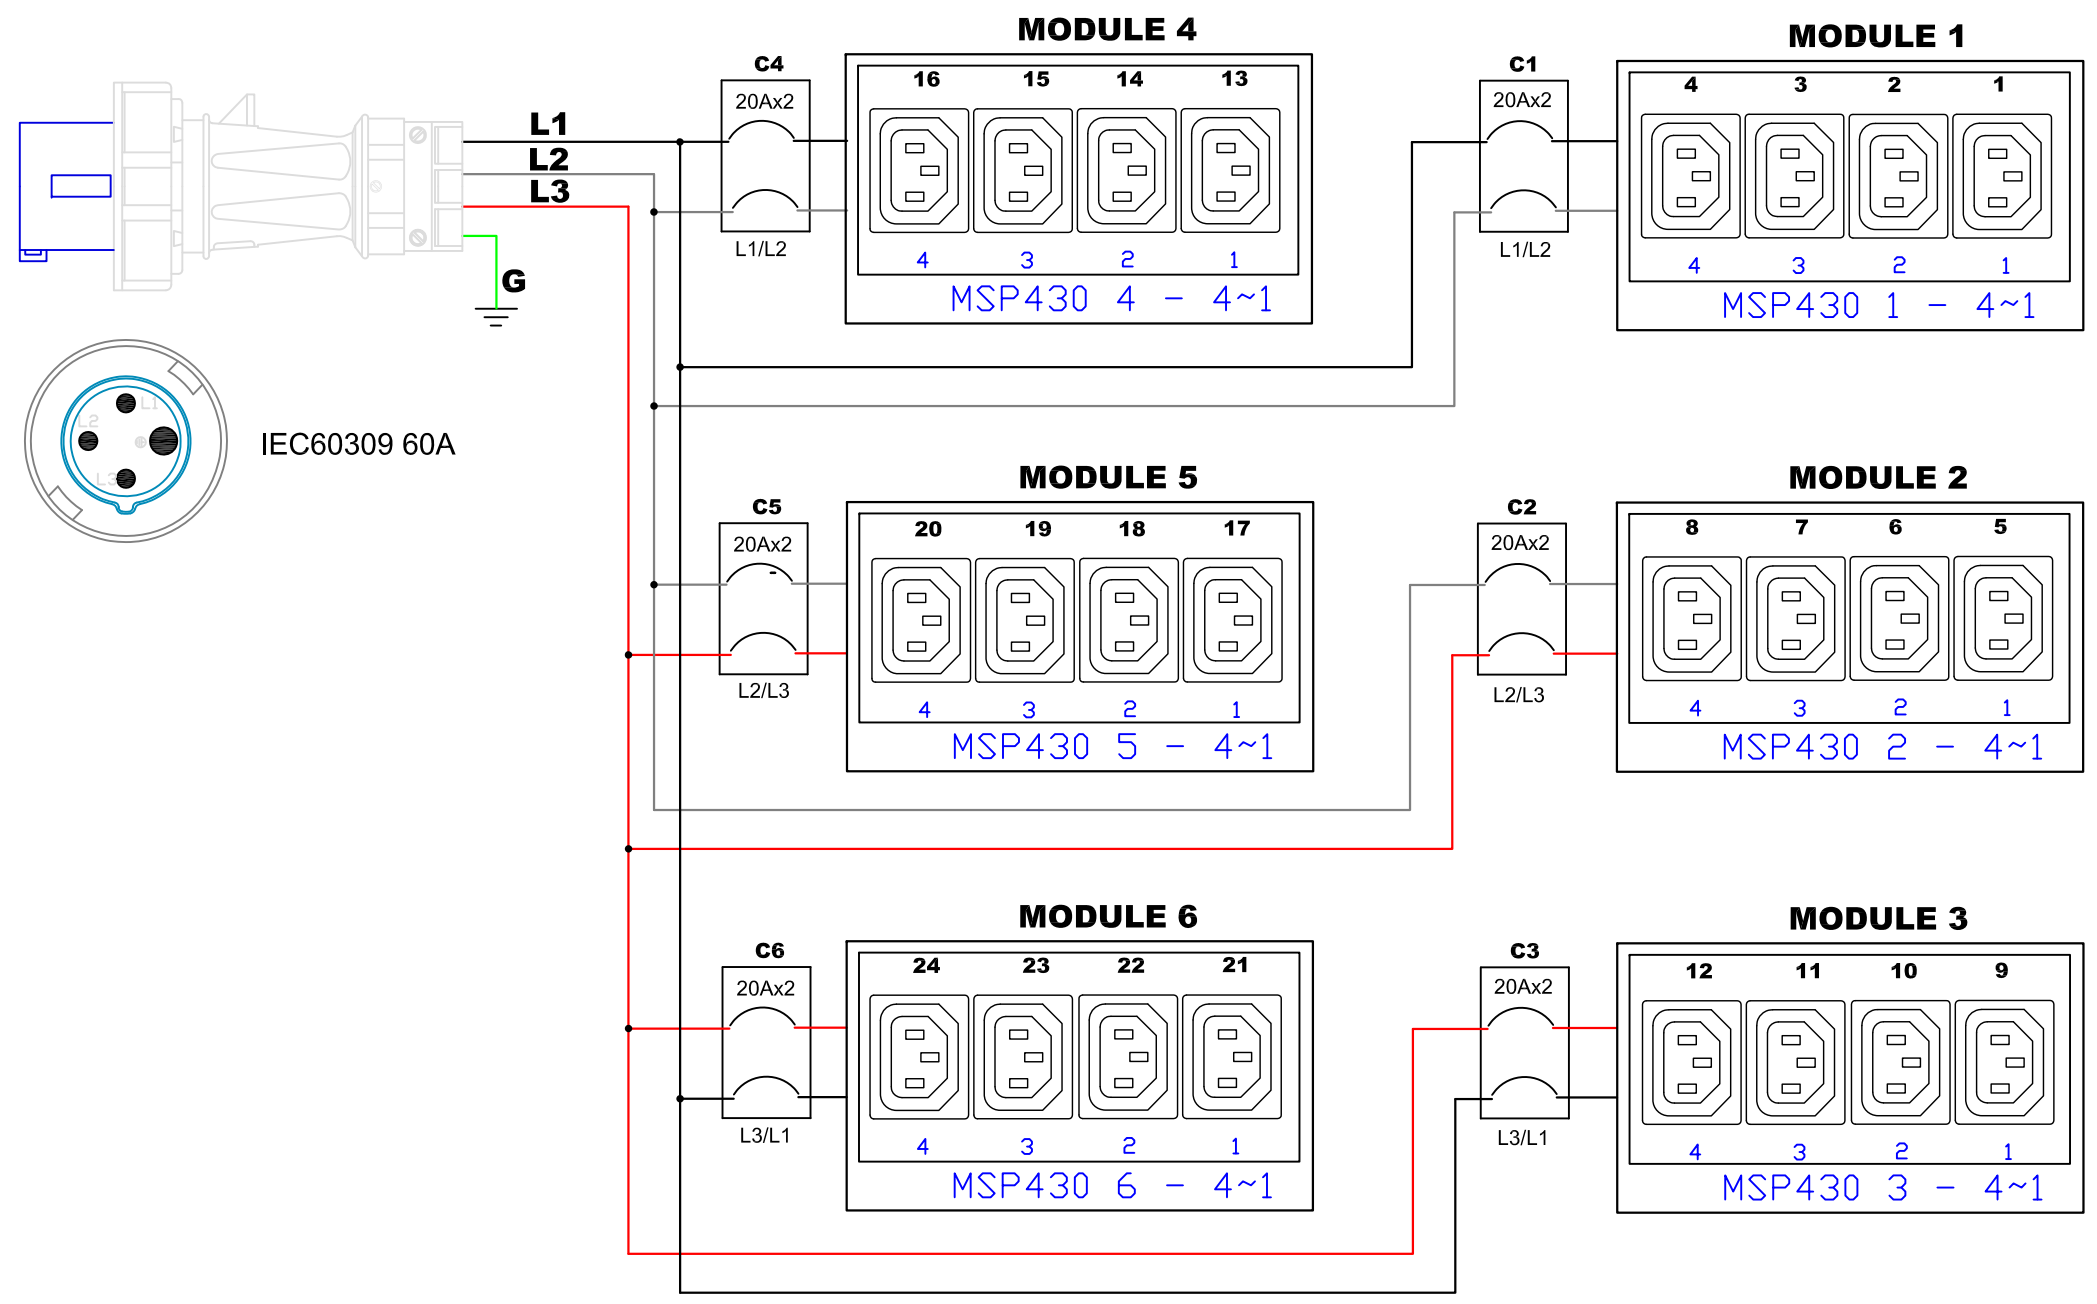 MODULE 4
C4
20Ax2
L1/L2
16 15 14 13
4 3 2 1
MSP430 4 - 4~1
MODULE 1
C1
20Ax2
L1/L2
4 3 2 1
4 3 2 1
MSP430 1 - 4~1
L1
L2
L3
G
L1
L2
L3
IEC60309 60A
MODULE 5
C5
20Ax2
L2/L3
20 19 18 17
4 3 2 1
MSP430 5 - 4~1
MODULE 2
C2
20Ax2
L2/L3
8 7 6 5
4 3 2 1
MSP430 2 - 4~1
MODULE 6
C6
20Ax2
L3/L1
24 23 22 21
4 3 2 1
MSP430 6 - 4~1
MODULE 3
C3
20Ax2
L3/L1
12 11 10 9
4 3 2 1
MSP430 3 - 4~1